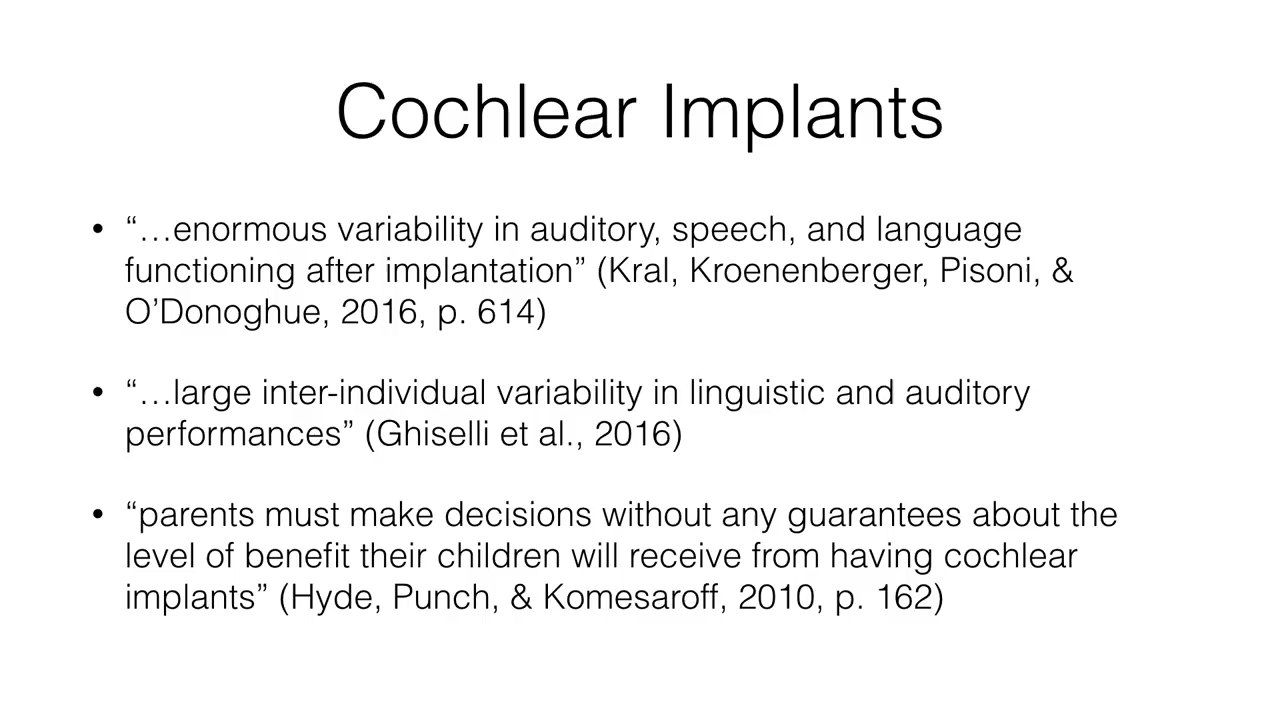 Cochlear Implants
• “…enormous variability in auditory, speech, and language
functioning after implantation” (Kral, Kroenenberger, Pisoni, &
O’Donoghue, 2016, p. 614)
• “…large inter-individual variability in linguistic and auditory
performances” (Ghiselli et al., 2016)
• “parents must make decisions without any guarantees about the
level of benefit their children will receive from having cochlear
implants” (Hyde, Punch, & Komesaroff, 2010, p. 162)